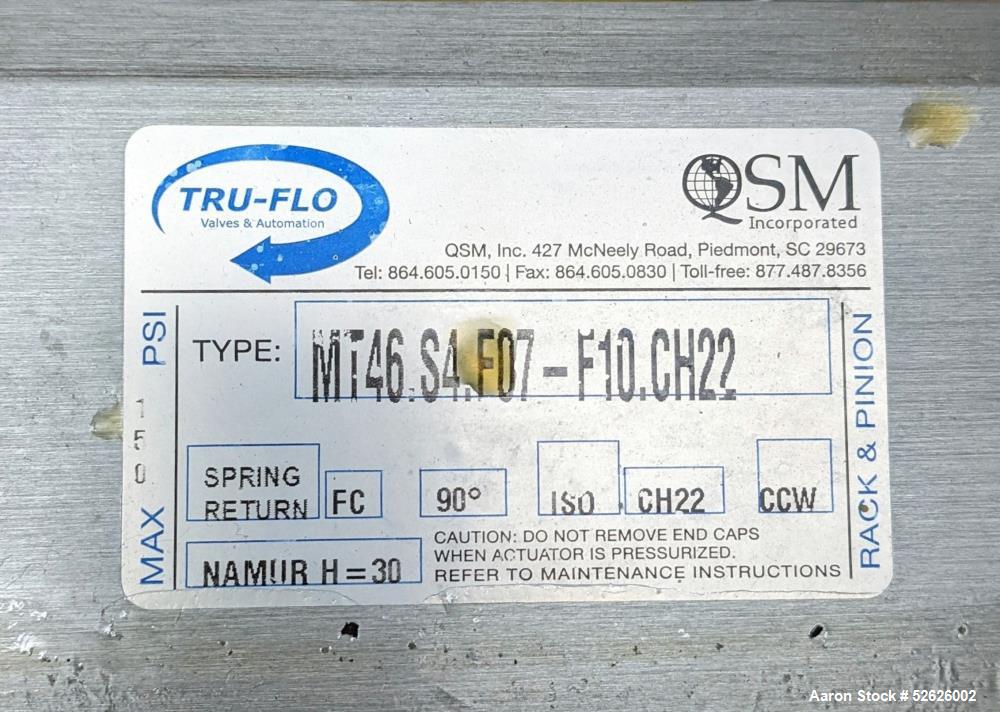 TRU-FLO
Valves & Automation
QSM
Incorporated
QSM, Inc. 427 McNeely Road, Piedmont, SC 29673
Tel: 864.605.0150 | Fax: 864.605.0830 | Toll-free: 877.487.8356
MAX 150 PSI
TYPE: MT46.S4.F07-F10.CH22
SPRING
RETURN
FC
90°
ISO . CH22
CCW
NAMUR H=30
CAUTION: DO NOT REMOVE END CAPS
WHEN ACTUATOR IS PRESSURIZED.
REFER TO MAINTENANCE INSTRUCTIONS
RACK & PINION
Aaron Stock # 52626002